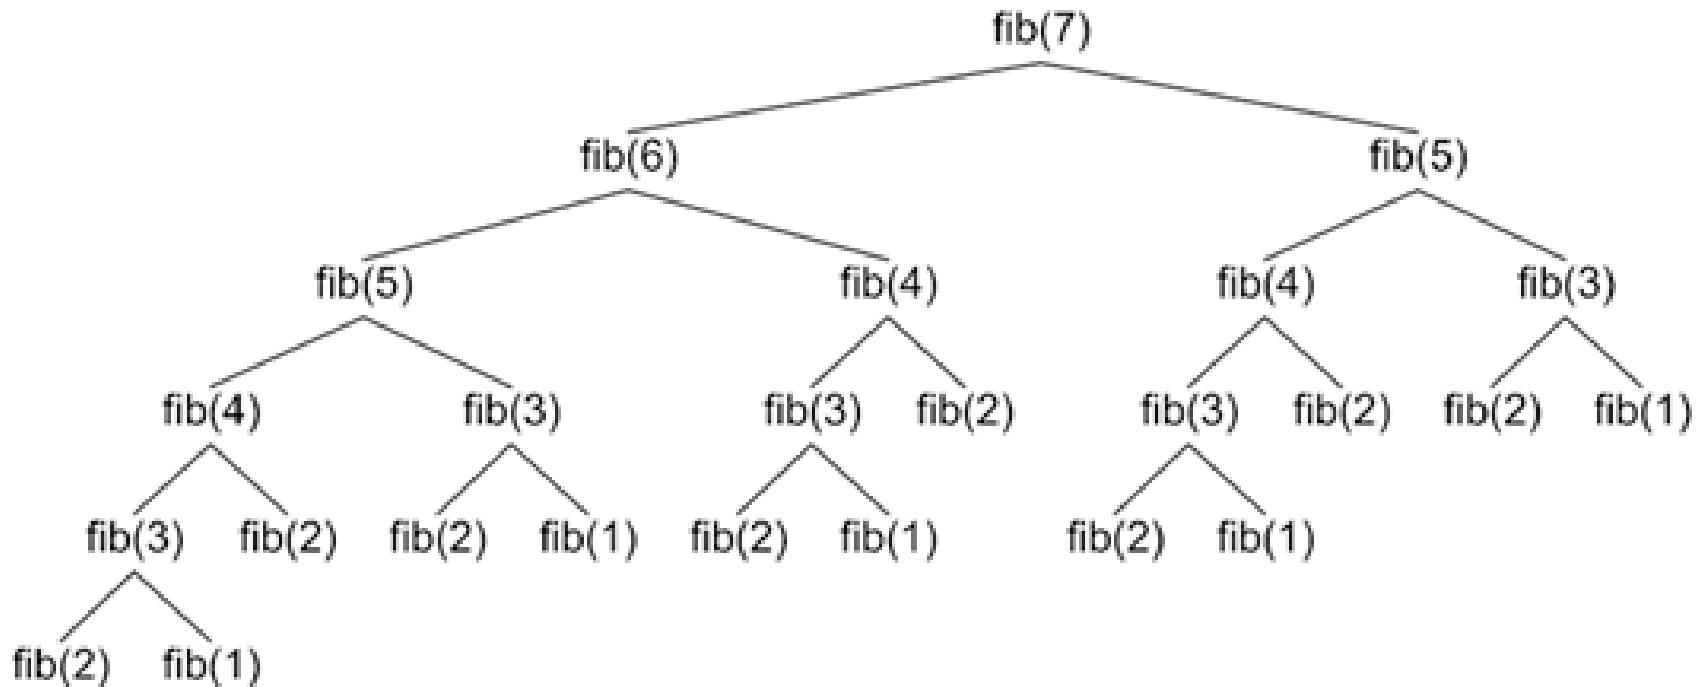 fib(7)
fib(6) fib(5)
fib(5) fib(4) fib(4) fib(3)
fib(4) fib(3) fib(3) fib(2) fib(3) fib(2) fib(2) fib(1)
fib(3) fib(2) fib(2) fib(1) fib(2) fib(1) fib(2) fib(1)
fib(2) fib(1)